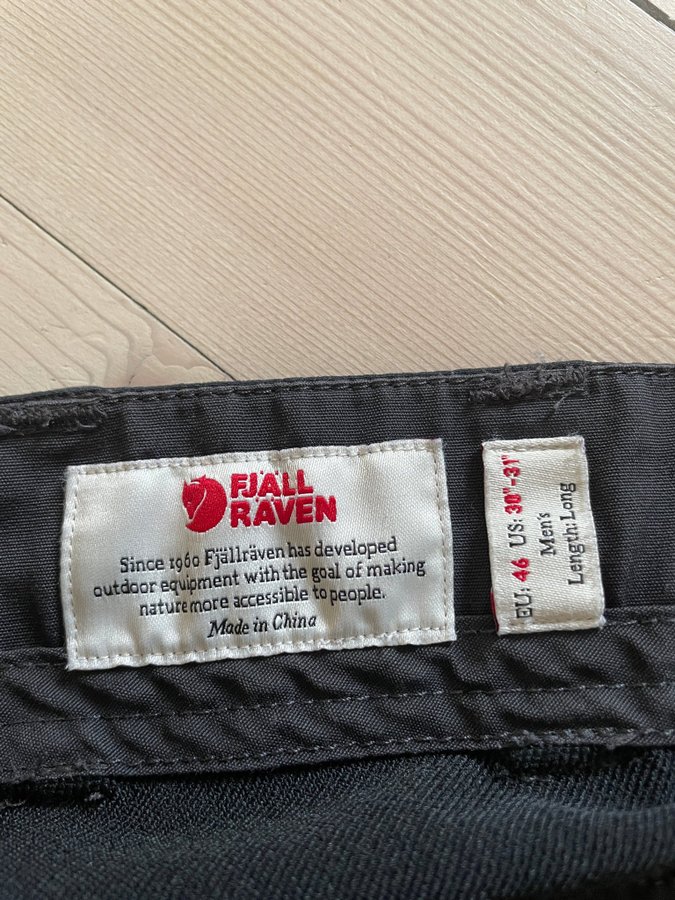 FJÄLL
RÄVEN
Since 1960 Fjällräven has developed
outdoor equipment with the goal of making
nature more accessible to people.
Made in China
EU: 46 US: 30"-31"
Men's
Length: Long